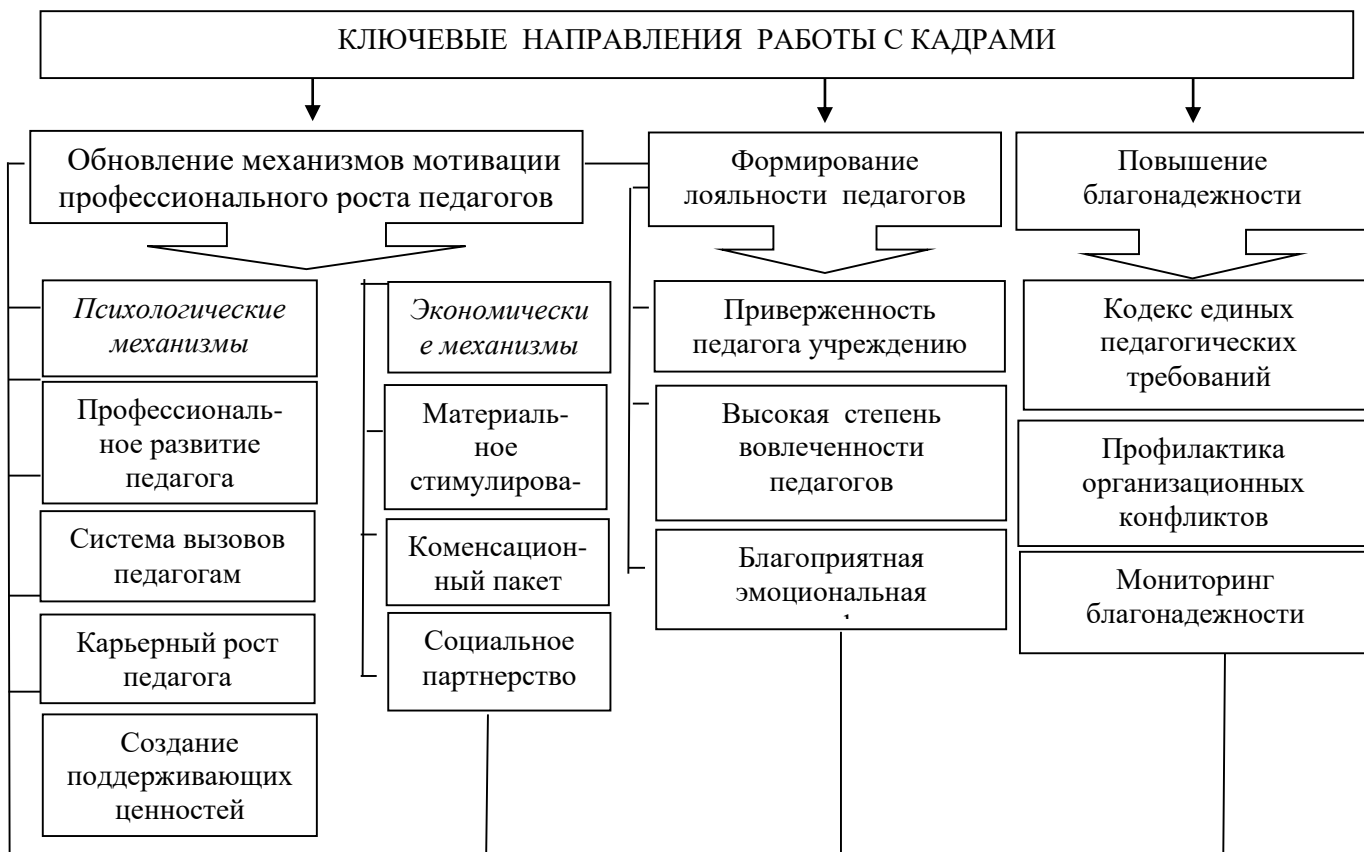 КЛЮЧЕВЫЕ НАПРАВЛЕНИЯ РАБОТЫ С КАДРАМИ
Обновление механизмов мотивации
профессионального роста педагогов
Формирование
лояльности педагогов
Повышение
благонадежности
Психологические
механизмы
Профессиональ-
ное развитие
педагога
Система вызовов
педагогам
Карьерный рост
педагога
Создание
поддерживающих
ценностей
Экономически
е механизмы
Материаль-
ное
стимулирова-
Коменсацион-
ный пакет
Социальное
партнерство
Приверженность
педагога учреждению
Высокая степень
вовлеченности
педагогов
Благоприятная
эмоциональная
Кодекс единых
педагогических
требований
Профилактика
организационных
конфликтов
Мониторинг
благонадежности